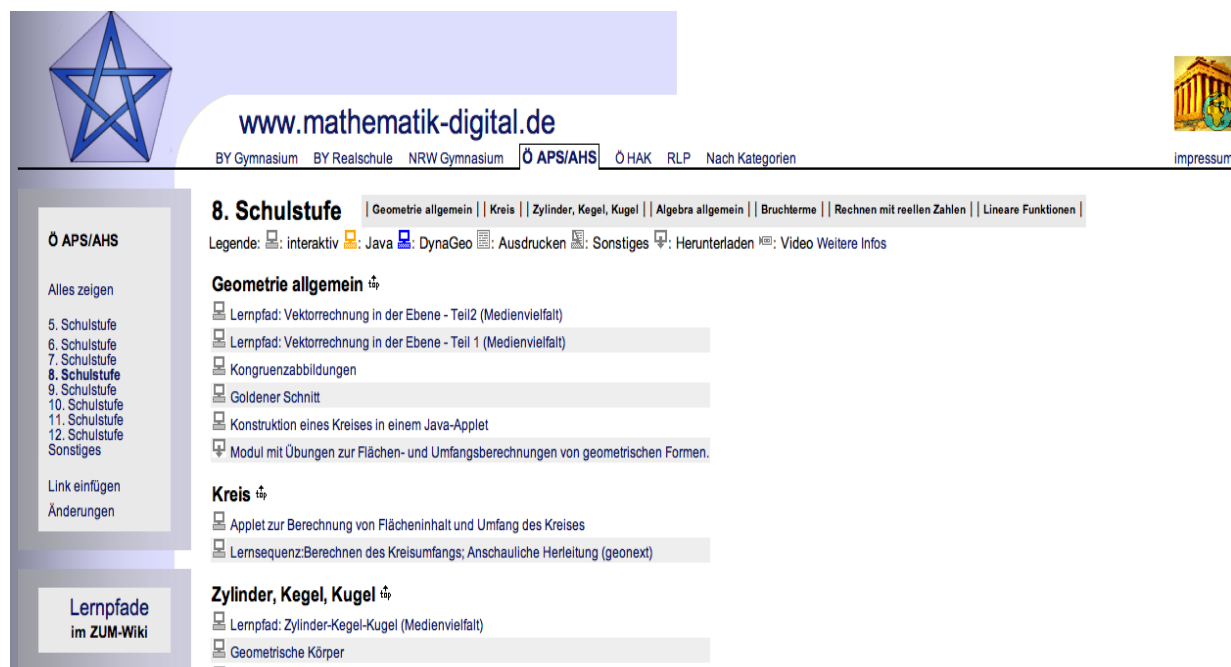 www.mathematik-digital.de
BY Gymnasium BY Realschule NRW Gymnasium Ö APS/AHS Ö HAK RLP Nach Kategorien impressum
Ö APS/AHS
Alles zeigen
5. Schulstufe
6. Schulstufe
7. Schulstufe
8. Schulstufe
9. Schulstufe
10. Schulstufe
11. Schulstufe
12. Schulstufe
Sonstiges
Link einfügen
Änderungen
Lernpfade
im ZUM-Wiki
8. Schulstufe | Geometrie allgemein | | Kreis | | Zylinder, Kegel, Kugel | | Algebra allgemein | | Bruchterme | | Rechnen mit reellen Zahlen | | Lineare Funktionen |
Legende: : interaktiv : Java : DynaGeo : Ausdrucken : Sonstiges : Herunterladen : Video Weitere Infos
Geometrie allgemein top
Lernpfad: Vektorrechnung in der Ebene - Teil2 (Medienvielfalt)
Lernpfad: Vektorrechnung in der Ebene - Teil 1 (Medienvielfalt)
Kongruenzabbildungen
Goldener Schnitt
Konstruktion eines Kreises in einem Java-Applet
Modul mit Übungen zur Flächen- und Umfangsberechnungen von geometrischen Formen.
Kreis top
Applet zur Berechnung von Flächeninhalt und Umfang des Kreises
Lernsequenz:Berechnen des Kreisumfangs; Anschauliche Herleitung (geonext)
Zylinder, Kegel, Kugel top
Lernpfad: Zylinder-Kegel-Kugel (Medienvielfalt)
Geometrische Körper